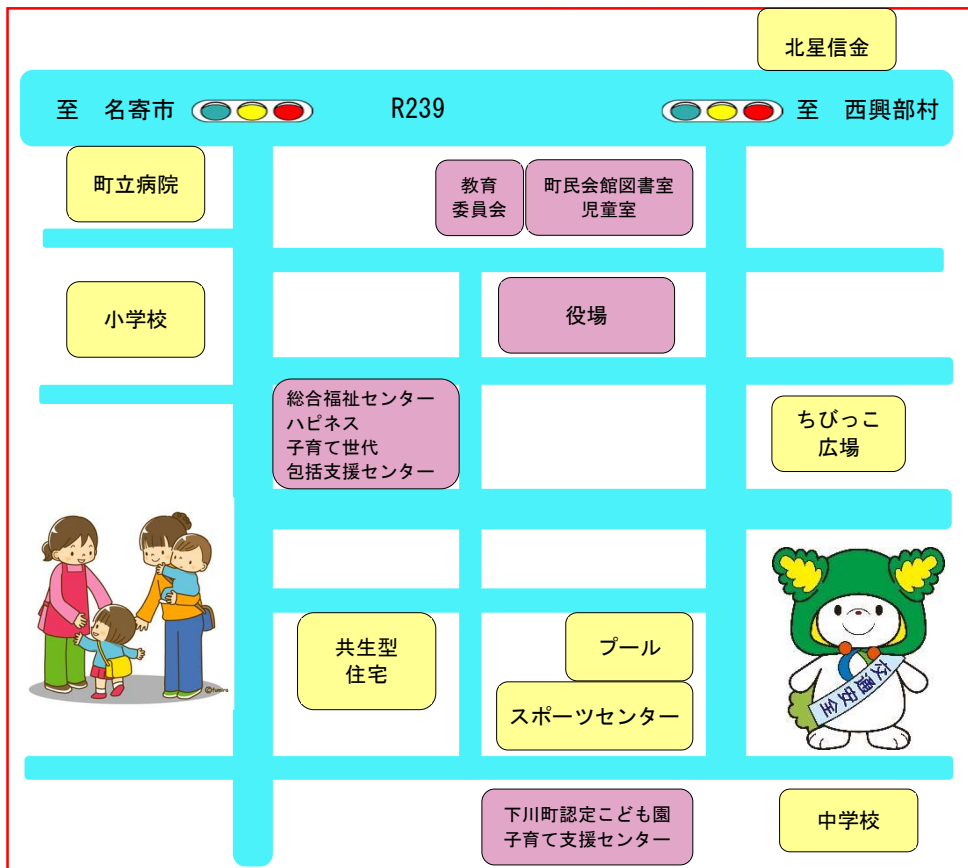 北星信金
至 名寄市
R239
至 西興部村
町立病院
教育
委員会
町民会館図書室
児童室
小学校
役場
総合福祉センター
ハピネス
子育て世代
包括支援センター
ちびっこ
広場
共生型
住宅
プール
スポーツセンター
交通安全
©fumira
下川町認定こども園
子育て支援センター
中学校